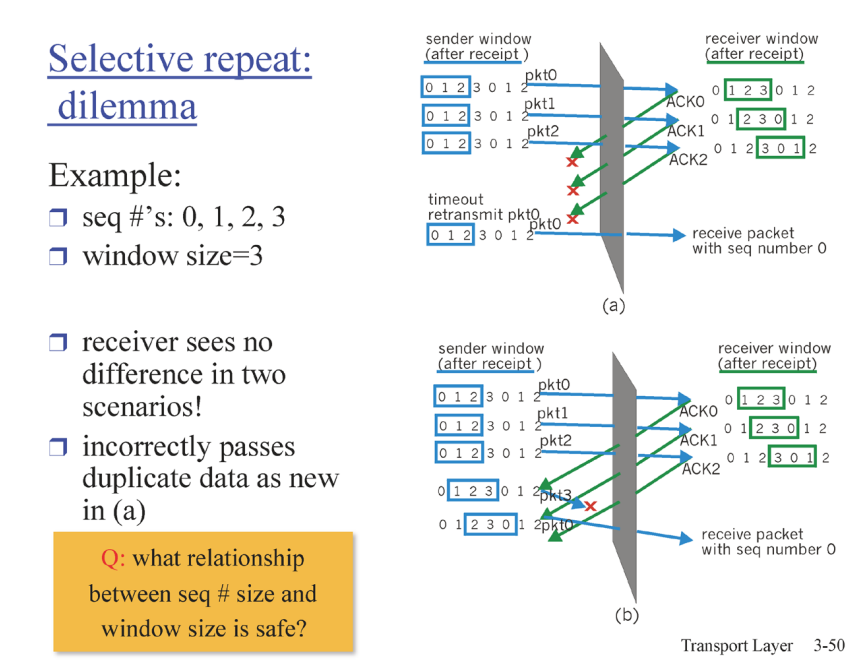 Selective repeat:
dilemma
Example:
❒ seq #'s: 0, 1, 2, 3
❒ window size=3
❒ receiver sees no
difference in two
scenarios!
❒ incorrectly passes
duplicate data as new
in (a)
Q: what relationship
between seq # size and
window size is safe?
sender window
(after receipt )
receiver window
(after receipt)
0 1 2 3 0 1 2
pkt0
ACK0
0 1 2 3 0 1 2
0 1 2 3 0 1 2
pkt1
ACK1
0 1 2 3 0 1 2
0 1 2 3 0 1 2
pkt2
ACK2
0 1 2 3 0 1 2
x
x
x
timeout
retransmit pkt0
0 1 2 3 0 1 2
pkt0
receive packet
with seq number 0
(a)
sender window
(after receipt )
receiver window
(after receipt)
0 1 2 3 0 1 2
pkt0
ACK0
0 1 2 3 0 1 2
0 1 2 3 0 1 2
pkt1
ACK1
0 1 2 3 0 1 2
0 1 2 3 0 1 2
pkt2
ACK2
0 1 2 3 0 1 2
0 1 2 3 0 1 2
pkt3
x
0 1 2 3 0 1 2
pkt0
receive packet
with seq number 0
(b)
Transport Layer 3-50